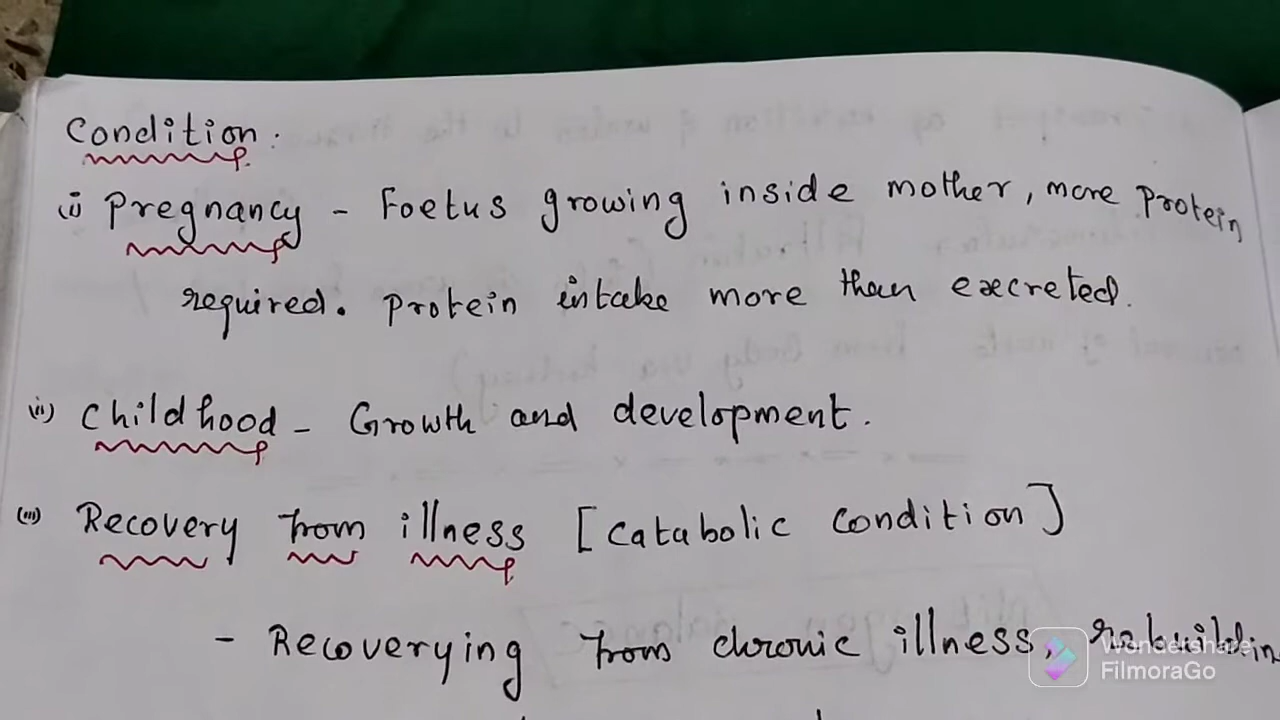 Condition:
(i) Pregnancy - Foetus growing inside mother, more protein
required. Protein intake more than excreted.
(ii) Childhood - Growth and development.
(iii) Recovery from illness [Catabolic condition]
- Recoverying from chronic illness,
Wondershare
FilmoraGo